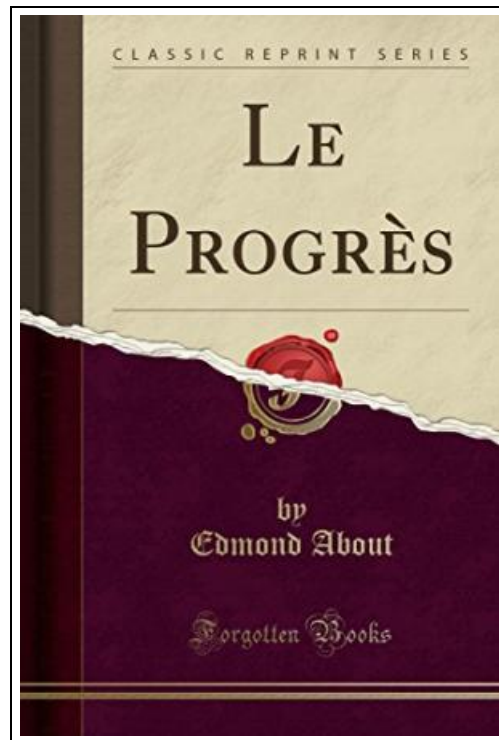 CLASSIC REPRINT SERIES
LE
PROGRÈS
by
Edmond About
Forgotten Books